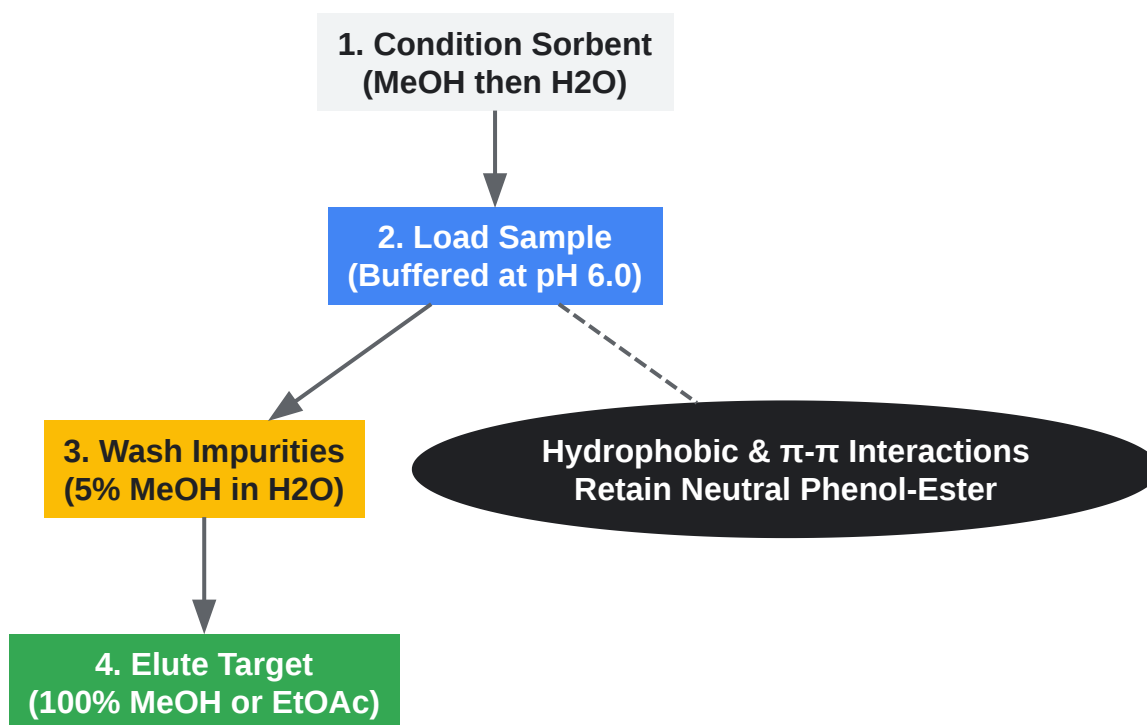 1. Condition Sorbent
(MeOH then H2O)
2. Load Sample
(Buffered at pH 6.0)
3. Wash Impurities
(5% MeOH in H2O)
Hydrophobic & π-π Interactions
Retain Neutral Phenol-Ester
4. Elute Target
(100% MeOH or EtOAc)